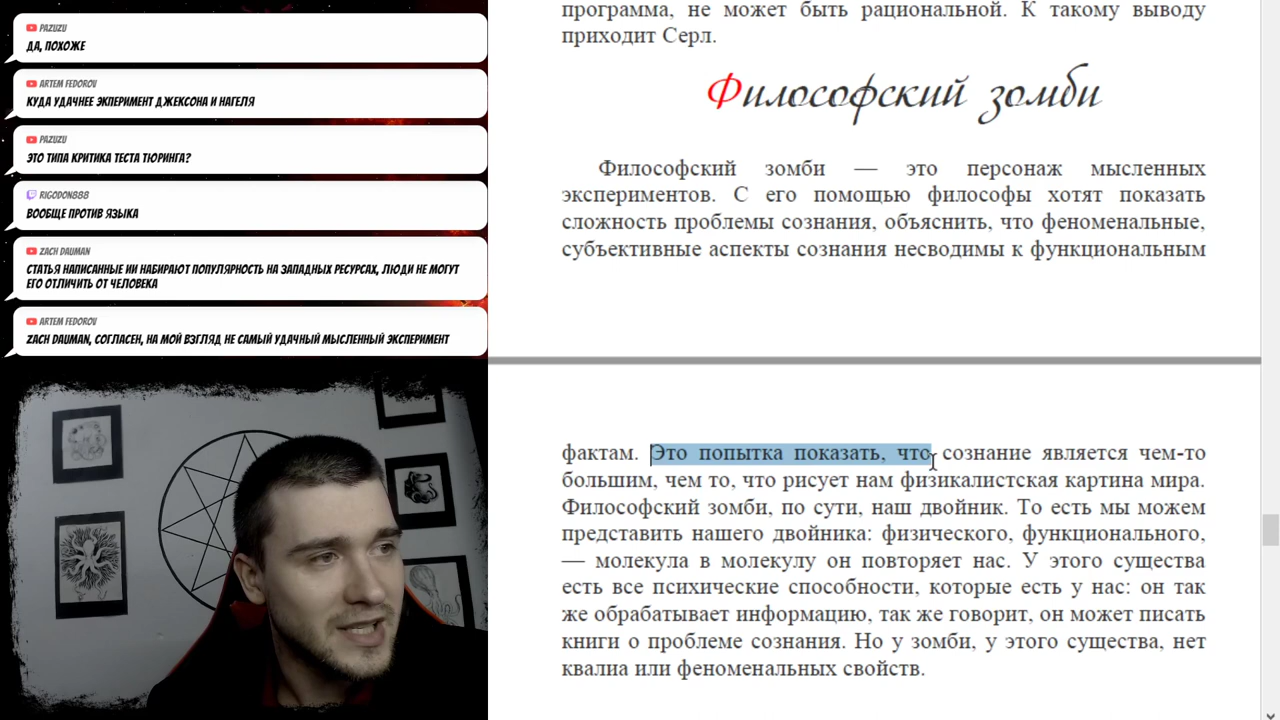 PAZUZU
ДА, ПОХОЖЕ
ARTEM FEDOROV
КУДА УДАЧНЕЕ ЭКПЕРИМЕНТ ДЖЕКСОНА И НАГЕЛЯ
PAZUZU
ЭТО ТИПА КРИТИКА ТЕСТА ТЮРИНГА?
RIGODON888
ВООБЩЕ ПРОТИВ ЯЗЫКА
ZACH DAUMAN
СТАТЬЯ НАПИСАННЫЕ ИИ НАБИРАЮТ ПОПУЛЯРНОСТЬ НА ЗАПАДНЫХ РЕСУРСАХ, ЛЮДИ НЕ МОГУТ
ЕГО ОТЛИЧИТЬ ОТ ЧЕЛОВЕКА
ARTEM FEDOROV
ZACH DAUMAN, СОГЛАСЕН, НА МОЙ ВЗГЛЯД НЕ САМЫЙ УДАЧНЫЙ МЫСЛЕННЫЙ ЭКСПЕРИМЕНТ
программа, не может быть рациональной. К такому выводу
приходит Серл.
Философский зомби
Философский зомби — это персонаж мысленных
экспериментов. С его помощью философы хотят показать
сложность проблемы сознания, объяснить, что феноменальные,
субъективные аспекты сознания несводимы к функциональным
фактам. Это попытка показать, что сознание является чем-то
большим, чем то, что рисует нам физикалистская картина мира.
Философский зомби, по сути, наш двойник. То есть мы можем
представить нашего двойника: физического, функционального,
— молекула в молекулу он повторяет нас. У этого существа
есть все психические способности, которые есть у нас: он так
же обрабатывает информацию, так же говорит, он может писать
книги о проблеме сознания. Но у зомби, у этого существа, нет
квалиа или феноменальных свойств.